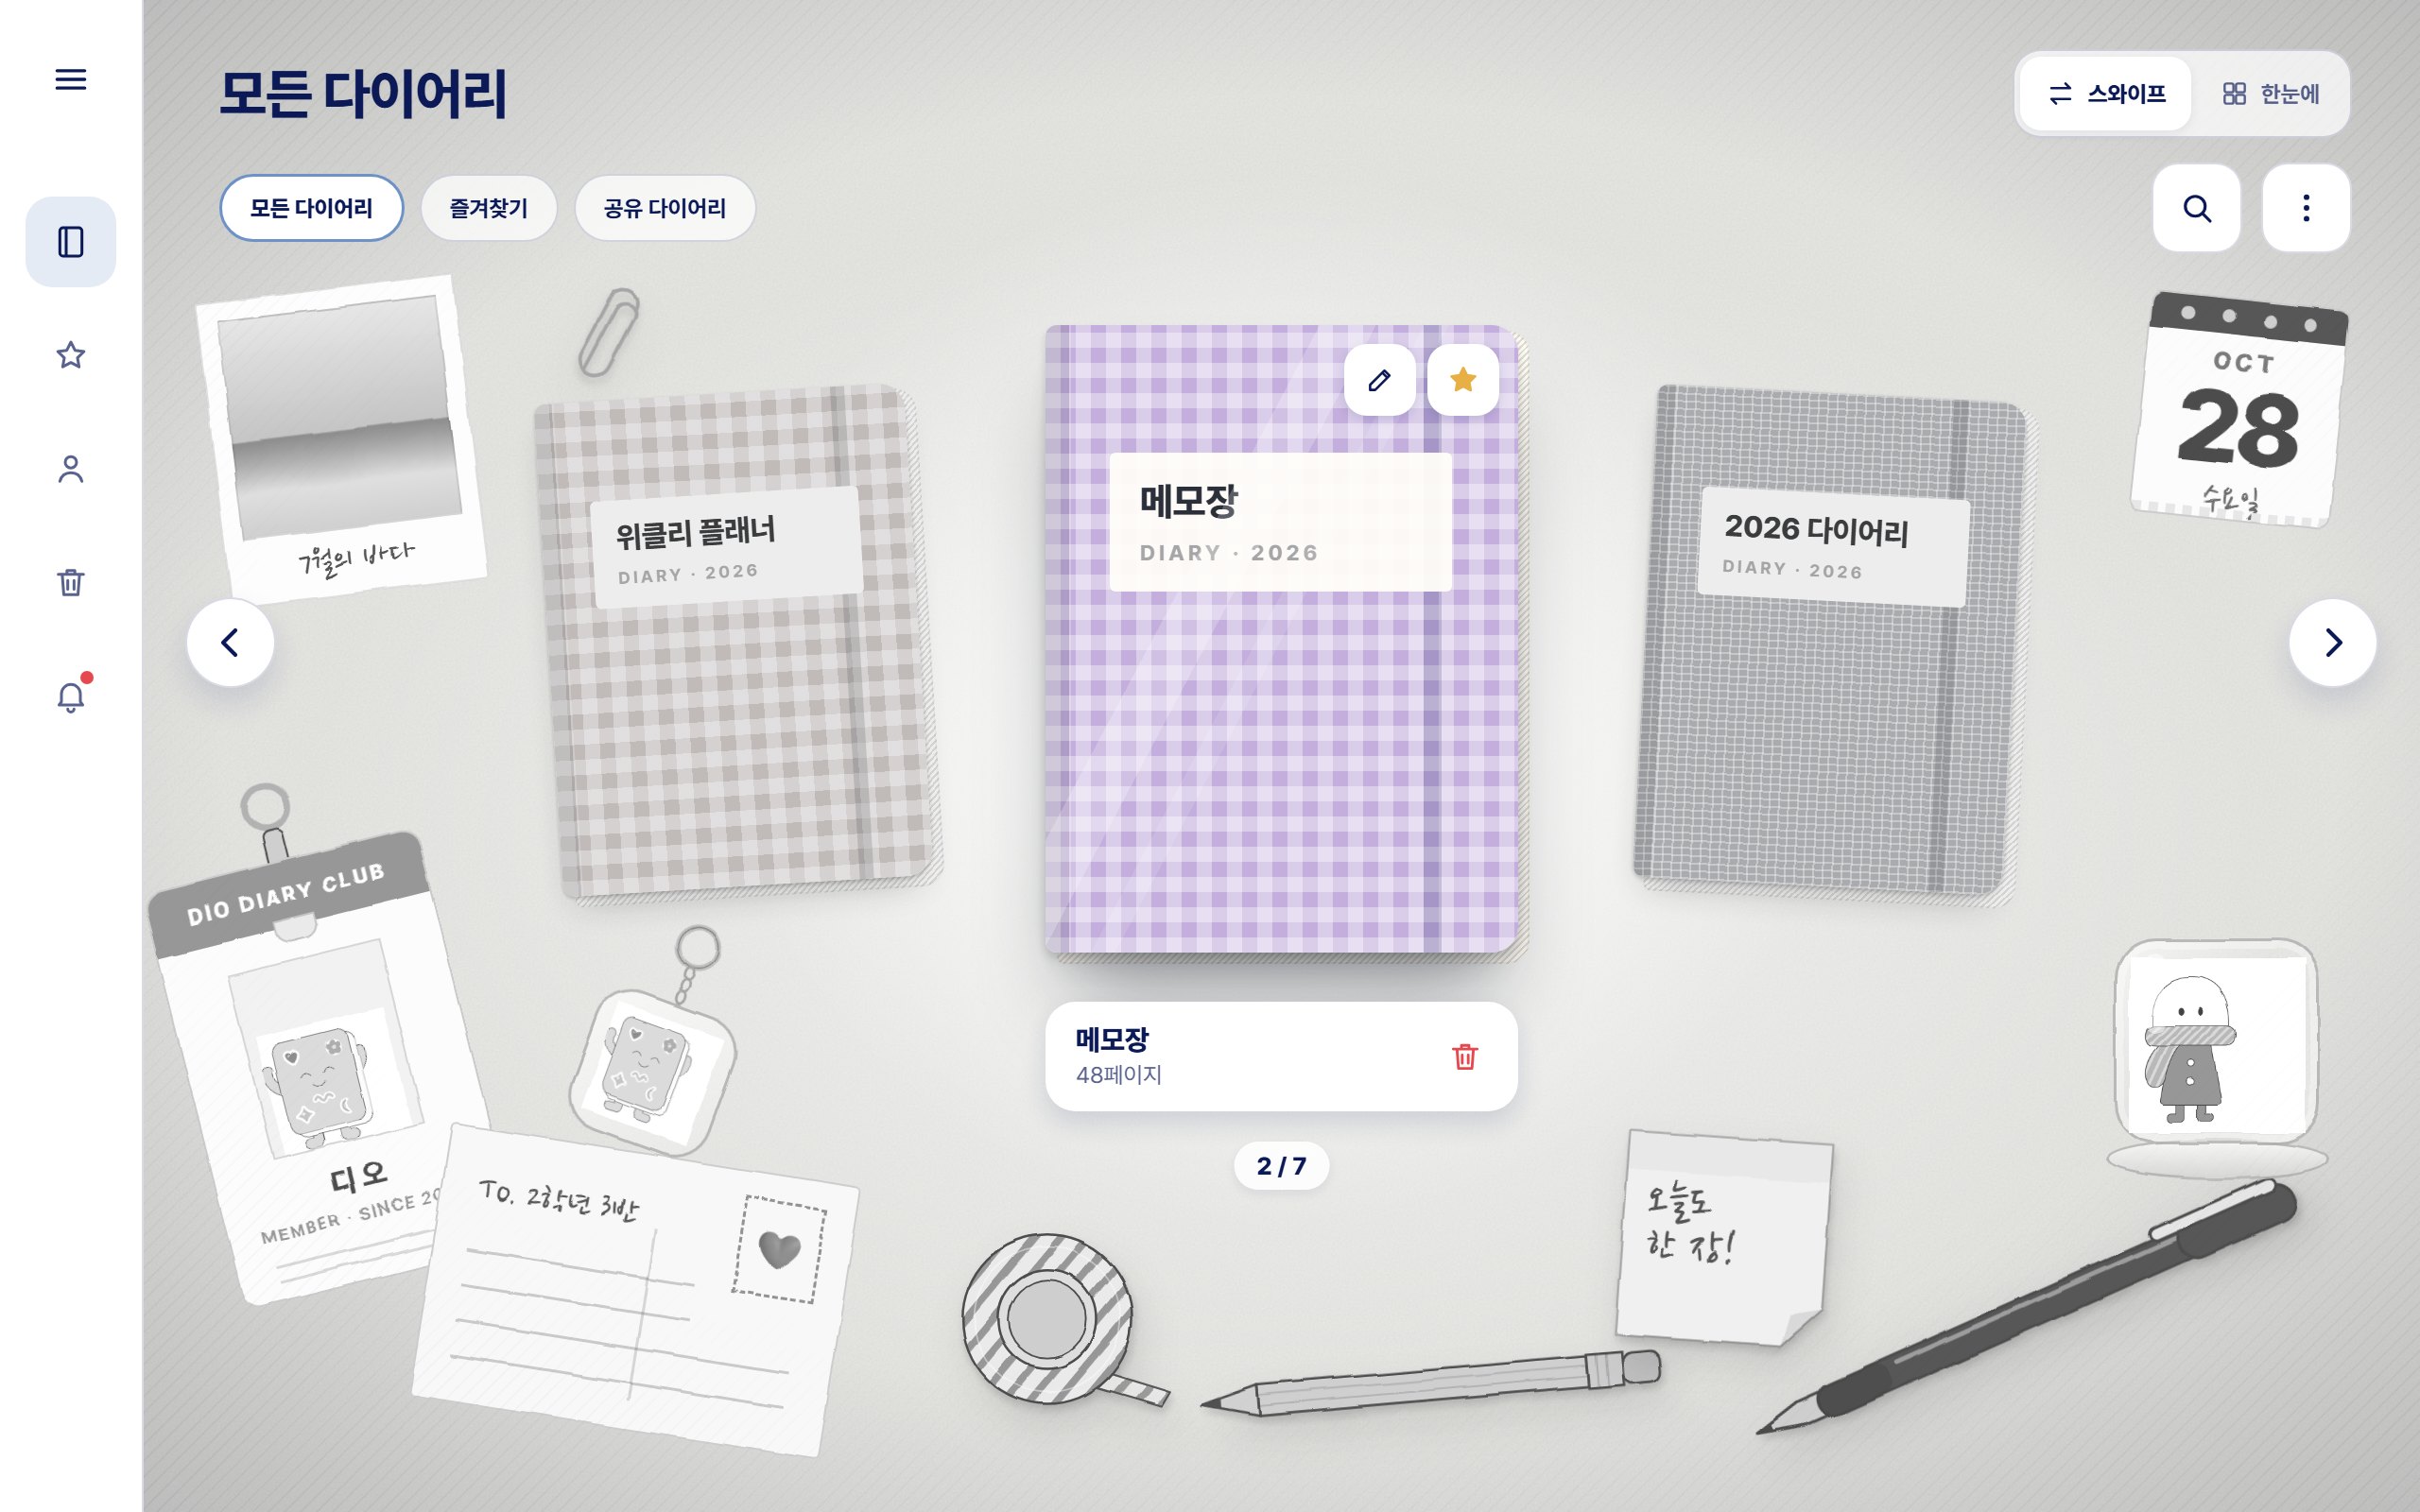 모든 다이어리
스와이프
한눈에
모든 다이어리
즐겨찾기
공유 다이어리
7월의 바다
위클리 플래너
DIARY · 2026
메모장
DIARY · 2026
2026 다이어리
DIARY · 2026
OCT
28
수요일
DIO DIARY CLUB
디오
MEMBER · SINCE 20
메모장
48페이지
2 / 7
TO. 2학년 3반
오늘도
한 장!